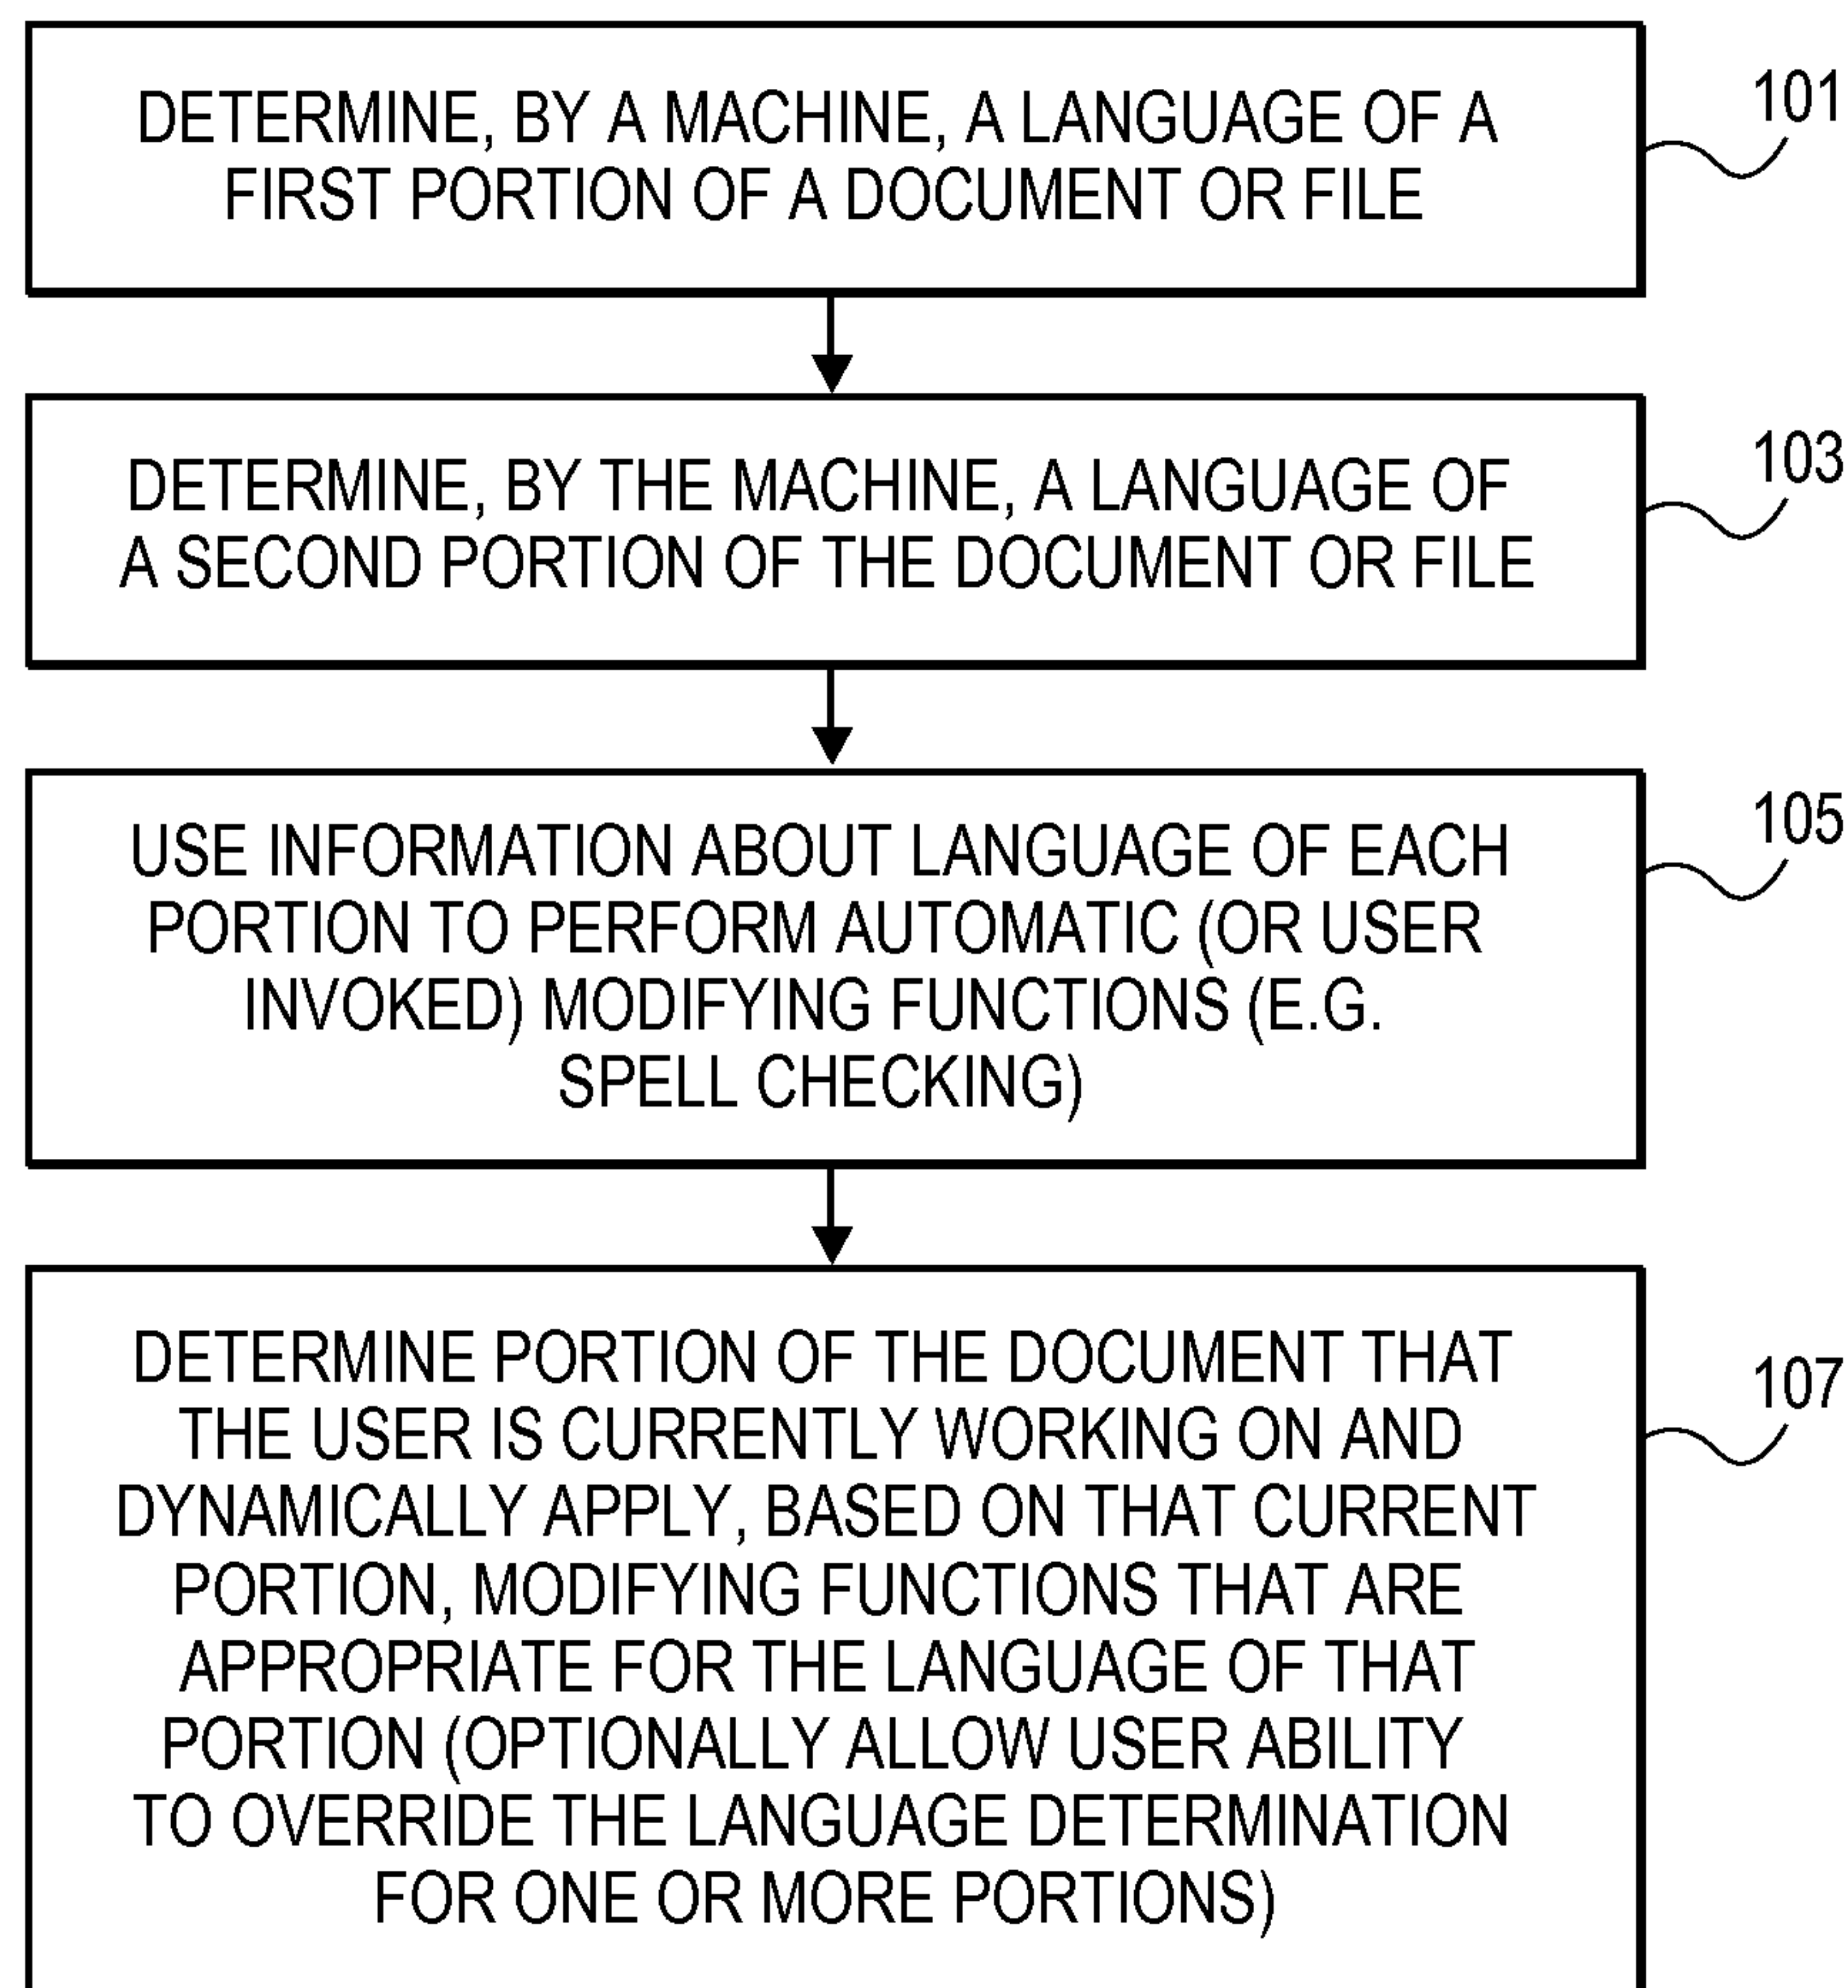 DETERMINE, BY A MACHINE, A LANGUAGE OF A
FIRST PORTION OF A DOCUMENT OR FILE
101
DETERMINE, BY THE MACHINE, A LANGUAGE OF
A SECOND PORTION OF THE DOCUMENT OR FILE
103
USE INFORMATION ABOUT LANGUAGE OF EACH
PORTION TO PERFORM AUTOMATIC (OR USER
INVOKED) MODIFYING FUNCTIONS (E.G.
SPELL CHECKING)
105
DETERMINE PORTION OF THE DOCUMENT THAT
THE USER IS CURRENTLY WORKING ON AND
DYNAMICALLY APPLY, BASED ON THAT CURRENT
PORTION, MODIFYING FUNCTIONS THAT ARE
APPROPRIATE FOR THE LANGUAGE OF THAT
PORTION (OPTIONALLY ALLOW USER ABILITY
TO OVERRIDE THE LANGUAGE DETERMINATION
FOR ONE OR MORE PORTIONS)
107